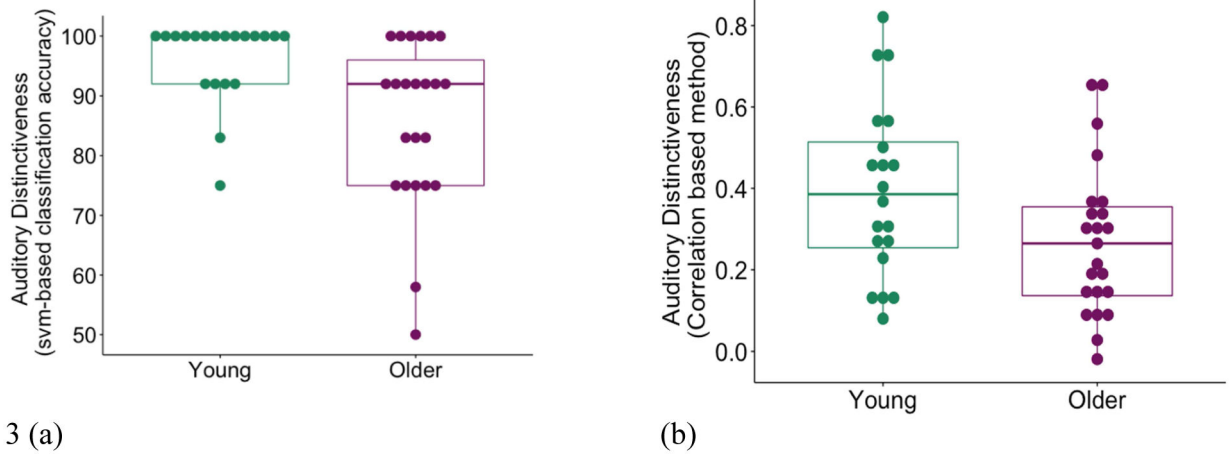 Auditory Distinctiveness
(svm-based classification accuracy)
100
90
80
70
60
50
Young
Older
3 (a)
Auditory Distinctiveness
(Correlation based method)
0.8
0.6
0.4
0.2
0.0
Young
Older
(b)